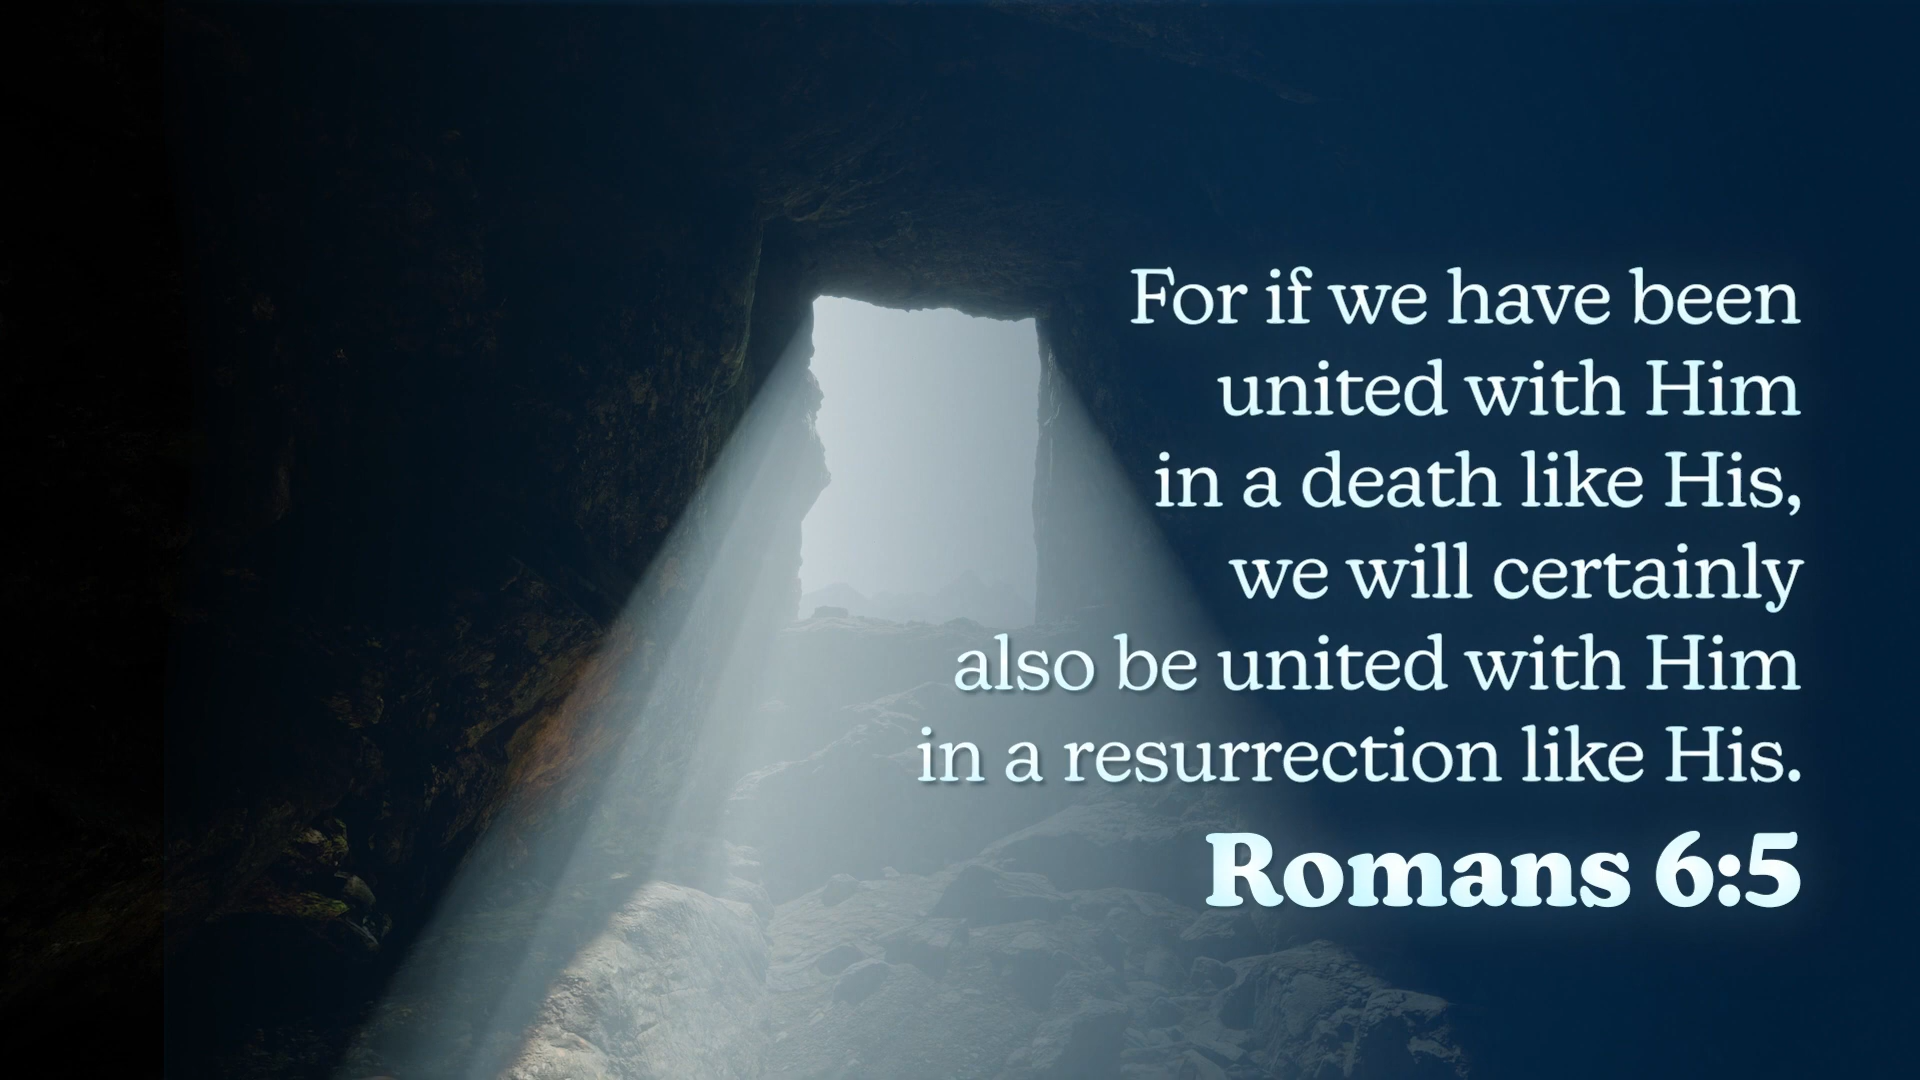 For if we have been
united with Him
in a death like His,
we will certainly
also be united with Him
in a resurrection like His.
Romans 6:5